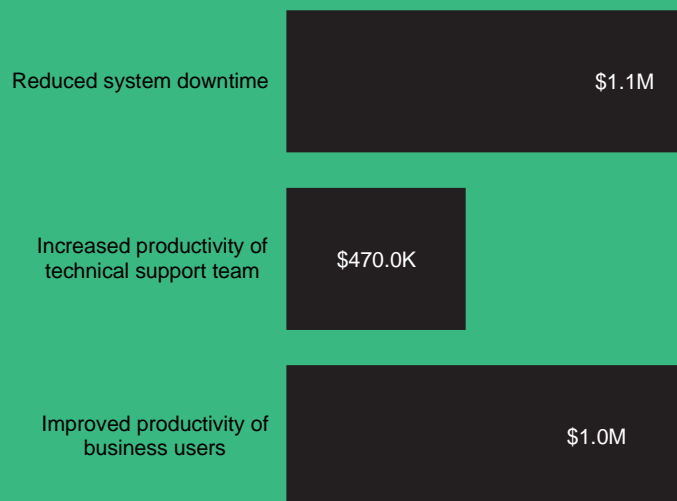 Reduced system downtime
$1.1M
Increased productivity of
technical support team
$470.0K
Improved productivity of
business users
$1.0M